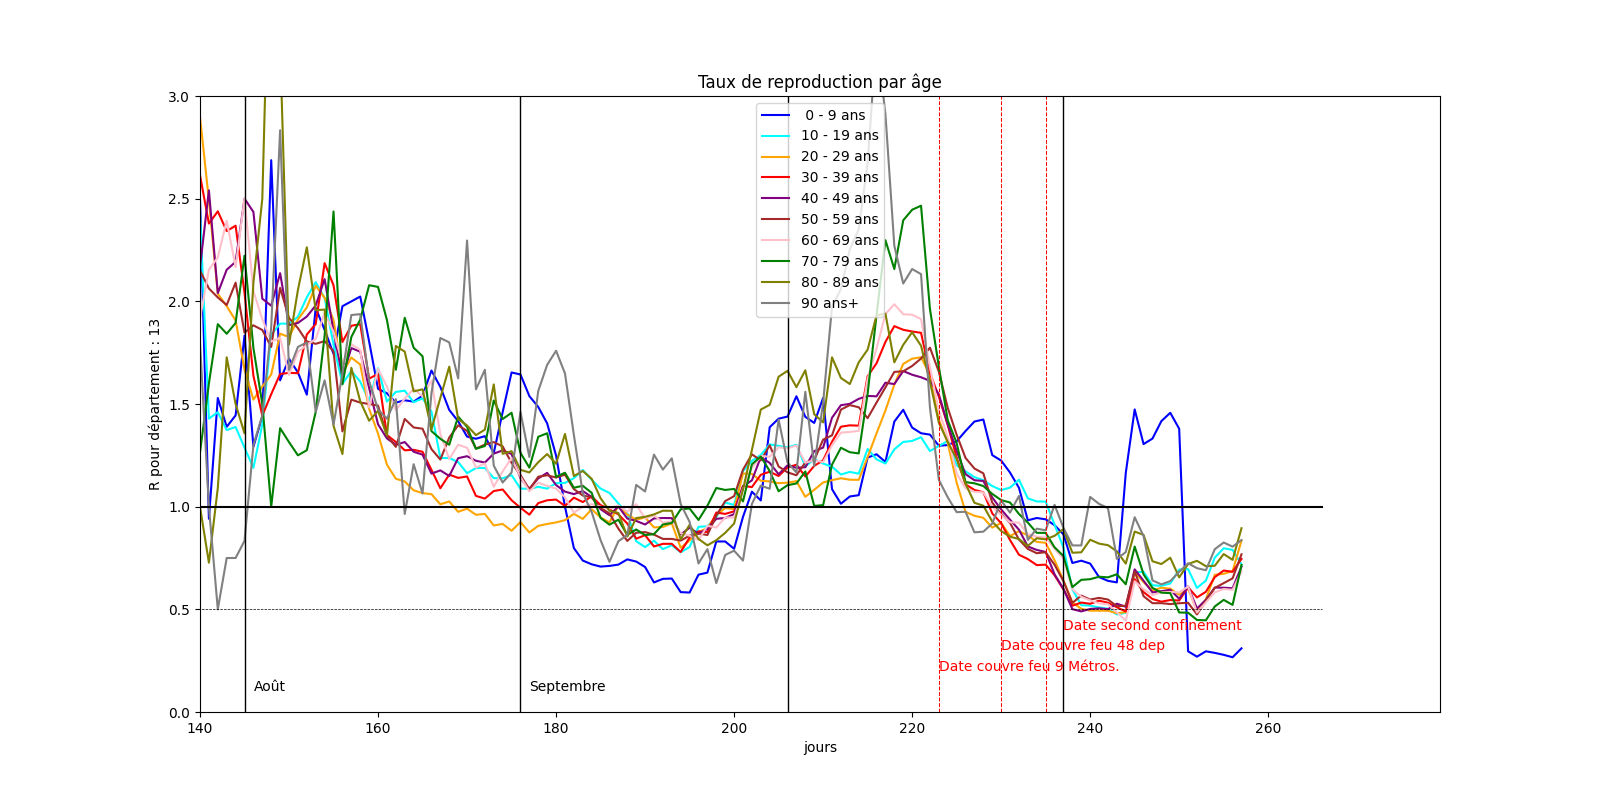 Taux de reproduction par âge
3.0
2.5
2.0
1.5
1.0
0.5
0.0
R pour département : 13
0 - 9 ans
10 - 19 ans
20 - 29 ans
30 - 39 ans
40 - 49 ans
50 - 59 ans
60 - 69 ans
70 - 79 ans
80 - 89 ans
90 ans+
Date second confinement
Date couvre feu 48 dep
Date couvre feu 9 Métros.
Août
Septembre
140
160
180
200
220
240
260
jours